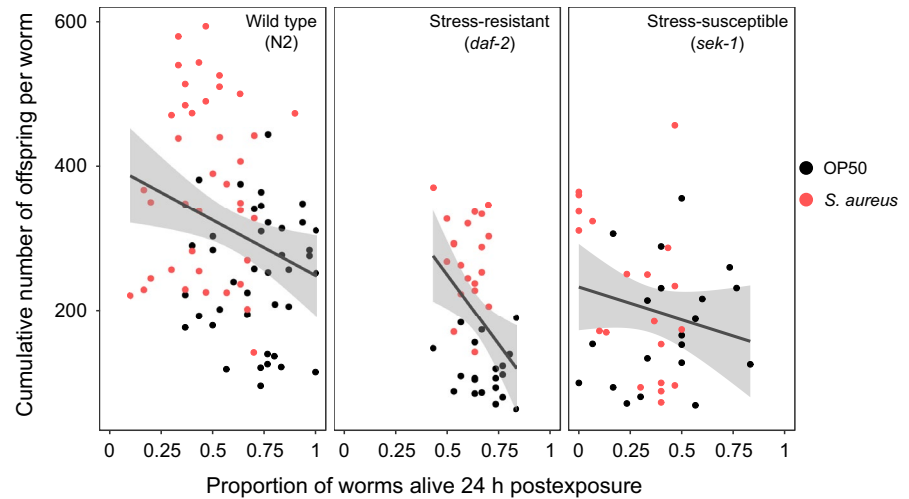 Cumulative number of offspring per worm
600
400
200
Wild type
(N2)
Stress-resistant
(daf-2)
Stress-susceptible
(sek-1)
OP50
S. aureus
0 0.25 0.5 0.75 1
0 0.25 0.5 0.75 1
0 0.25 0.5 0.75 1
Proportion of worms alive 24 h postexposure